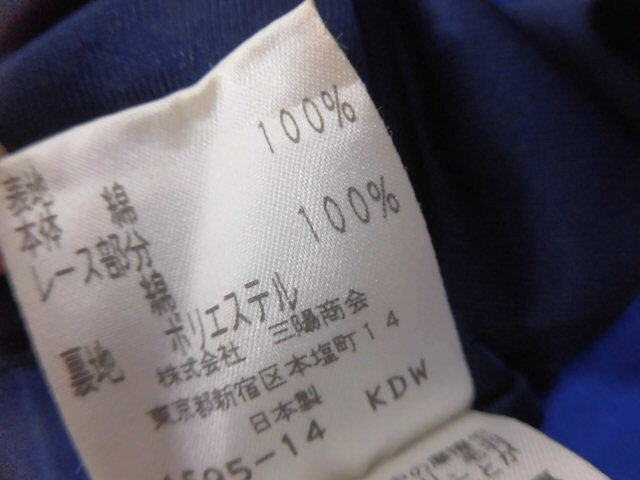 表地
本体 綿 100%
レース部分
綿 100%
裏地 ポリエステル
株式会社 三陽商会
東京都新宿区本塩町14
日本製 KDW
595-14